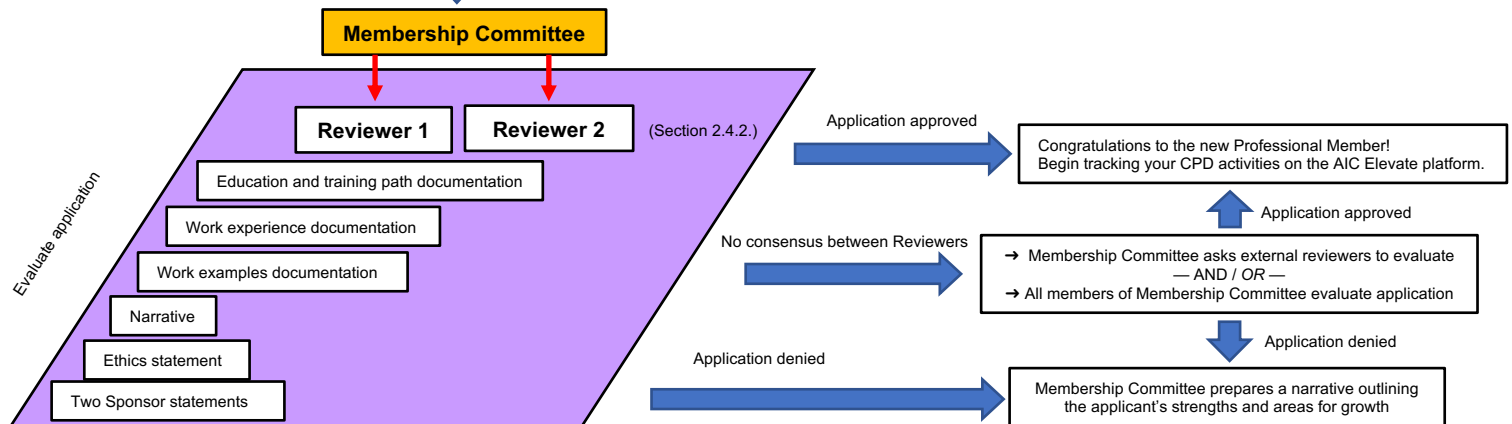 Membership Committee
Reviewer 1
Reviewer 2
(Section 2.4.2.)
Evaluate application
Education and training path documentation
Work experience documentation
Work examples documentation
Narrative
Ethics statement
Two Sponsor statements
Application approved
Congratulations to the new Professional Member!
Begin tracking your CPD activities on the AIC Elevate platform.
Application approved
No consensus between Reviewers
➔ Membership Committee asks external reviewers to evaluate
— AND / OR —
➔ All members of Membership Committee evaluate application
Application denied
Application denied
Membership Committee prepares a narrative outlining
the applicant’s strengths and areas for growth